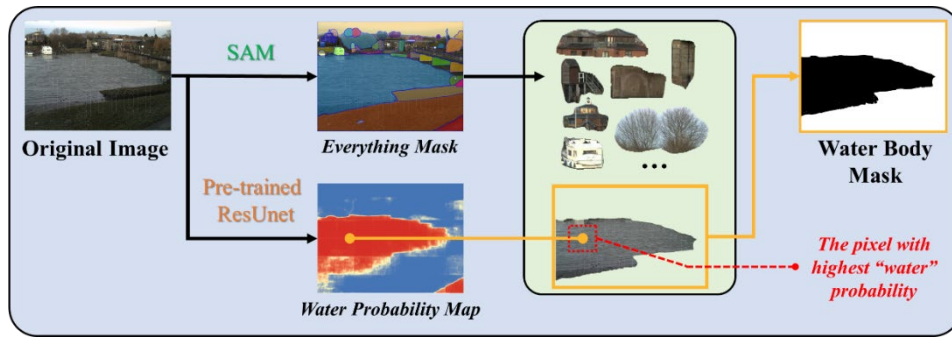 SAM
Original Image
Everything Mask
Pre-trained
ResUnet
Water Probability Map
...
Water Body
Mask
The pixel with
highest “water”
probability